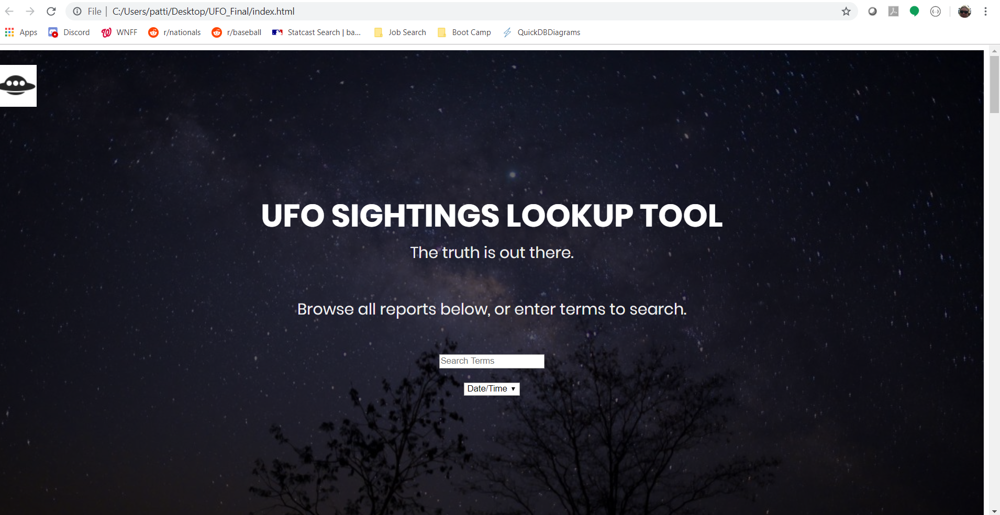 File | C:/Users/patti/Desktop/UFO_Final/index.html
Apps Discord WNFF r/nationals r/baseball Statcast Search | ba... Job Search Boot Camp QuickDBDiagrams
UFO SIGHTINGS LOOKUP TOOL
The truth is out there.
Browse all reports below, or enter terms to search.
Search Terms
Date/Time